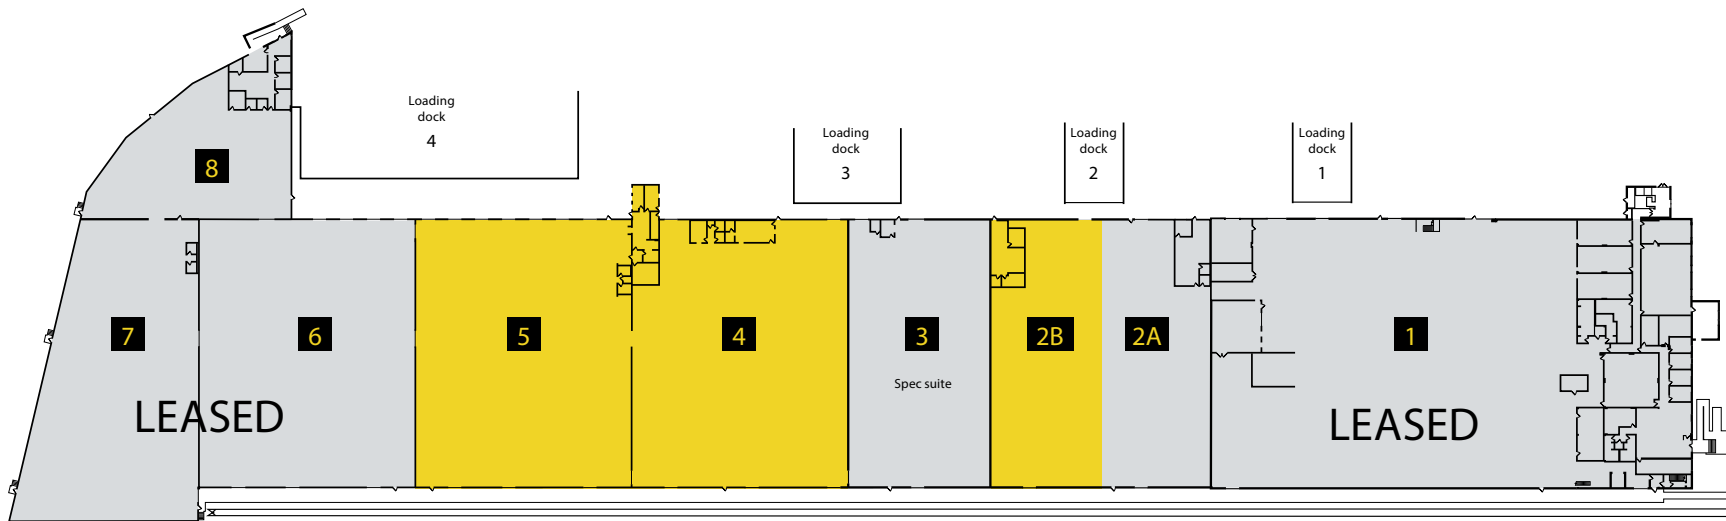 Loading
dock
4
Loading
dock
3
Loading
dock
2
Loading
dock
1
8
7
6
5
4
3
2B
2A
1
Spec suite
LEASED
LEASED